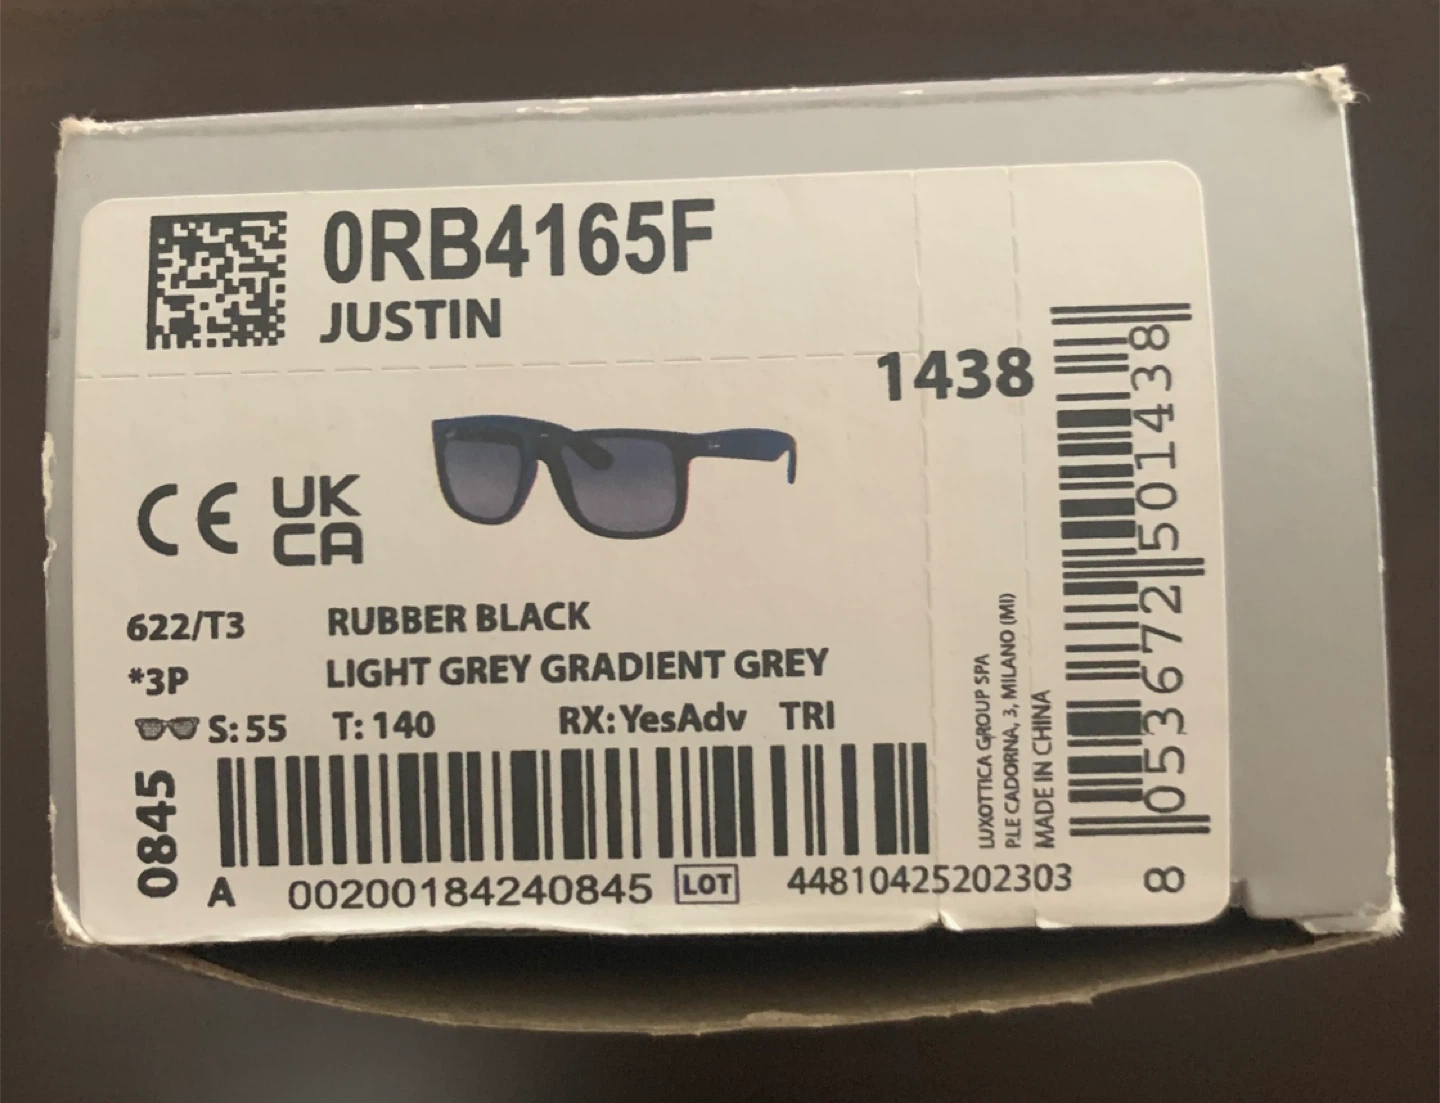 0RB4165F
JUSTIN
1438
CE
UK
CA
622/T3 RUBBER BLACK
*3P LIGHT GREY GRADIENT GREY
S: 55 T: 140 RX: YesAdv TRI
0845
A 00200184240845 LOT 44810425202303
LUXOTTICA GROUP SPA
P.LE CADORNA, 3, MILANO (MI)
MADE IN CHINA
8 053672 501438